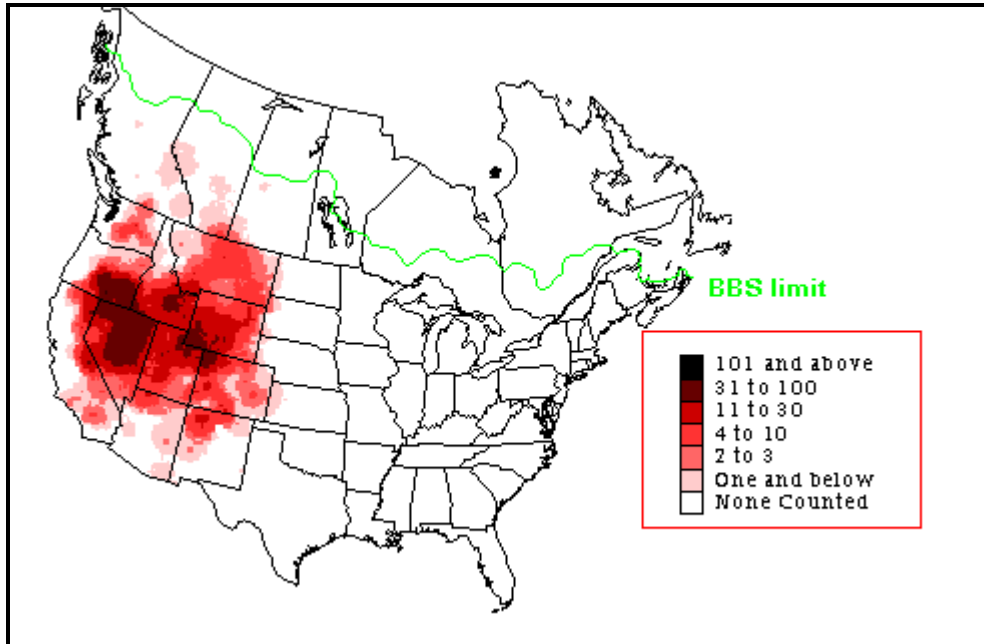 BBS limit
101 and above
31 to 100
11 to 30
4 to 10
2 to 3
One and below
None Counted